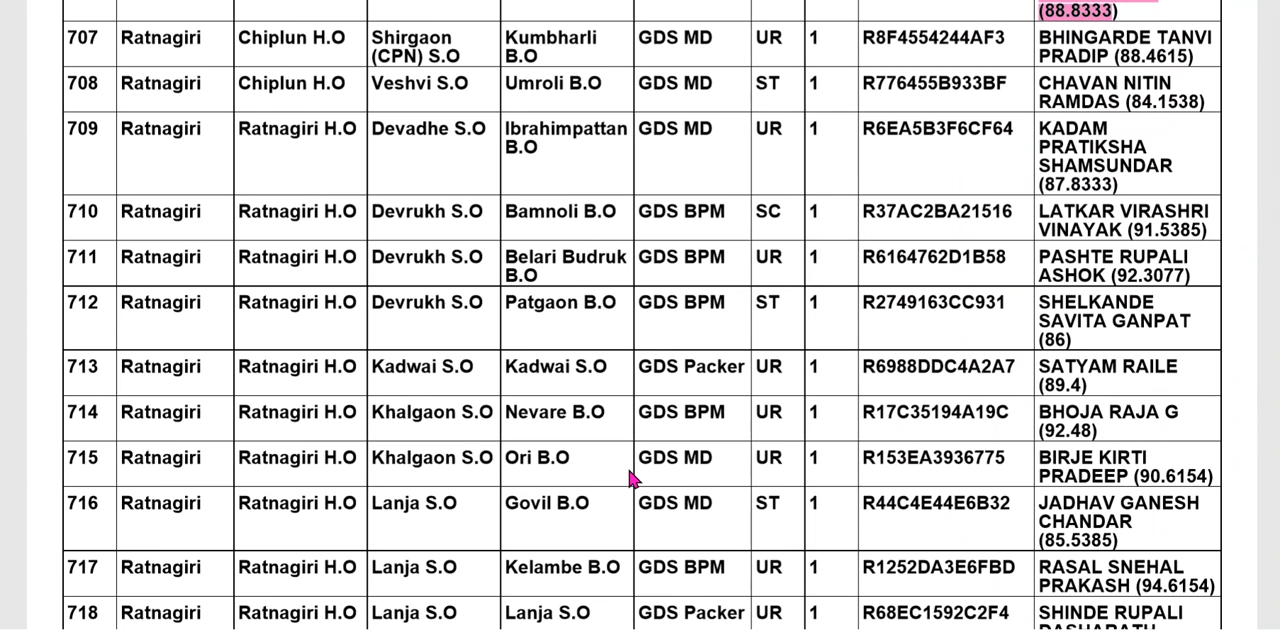 (88.8333)
707 Ratnagiri Chiplun H.O Shirgaon (CPN) S.O Kumbharli B.O GDS MD UR 1 R8F4554244AF3 BHINGARDE TANVI PRADIP (88.4615)
708 Ratnagiri Chiplun H.O Veshvi S.O Umroli B.O GDS MD ST 1 R776455B933BF CHAVAN NITIN RAMDAS (84.1538)
709 Ratnagiri Ratnagiri H.O Devadhe S.O Ibrahimpattan B.O GDS MD UR 1 R6EA5B3F6CF64 KADAM PRATIKSHA SHAMSUNDAR (87.8333)
710 Ratnagiri Ratnagiri H.O Devrukh S.O Bamnoli B.O GDS BPM SC 1 R37AC2BA21516 LATKAR VIRASHRI VINAYAK (91.5385)
711 Ratnagiri Ratnagiri H.O Devrukh S.O Belari Budruk B.O GDS BPM UR 1 R6164762D1B58 PASHTE RUPALI ASHOK (92.3077)
712 Ratnagiri Ratnagiri H.O Devrukh S.O Patgaon B.O GDS BPM ST 1 R2749163CC931 SHELKANDE SAVITA GANPAT (86)
713 Ratnagiri Ratnagiri H.O Kadwai S.O Kadwai S.O GDS Packer UR 1 R6988DDC4A2A7 SATYAM RAILE (89.4)
714 Ratnagiri Ratnagiri H.O Khalgaon S.O Nevare B.O GDS BPM UR 1 R17C35194A19C BHOJA RAJA G (92.48)
715 Ratnagiri Ratnagiri H.O Khalgaon S.O Ori B.O GDS MD UR 1 R153EA3936775 BIRJE KIRTI PRADEEP (90.6154)
716 Ratnagiri Ratnagiri H.O Lanja S.O Govil B.O GDS MD ST 1 R44C4E44E6B32 JADHAV GANESH CHANDAR (85.5385)
717 Ratnagiri Ratnagiri H.O Lanja S.O Kelambe B.O GDS BPM UR 1 R1252DA3E6FBD RASAL SNEHAL PRAKASH (94.6154)
718 Ratnagiri Ratnagiri H.O Lanja S.O Lanja S.O GDS Packer UR 1 R68EC1592C2F4 SHINDE RUPALI